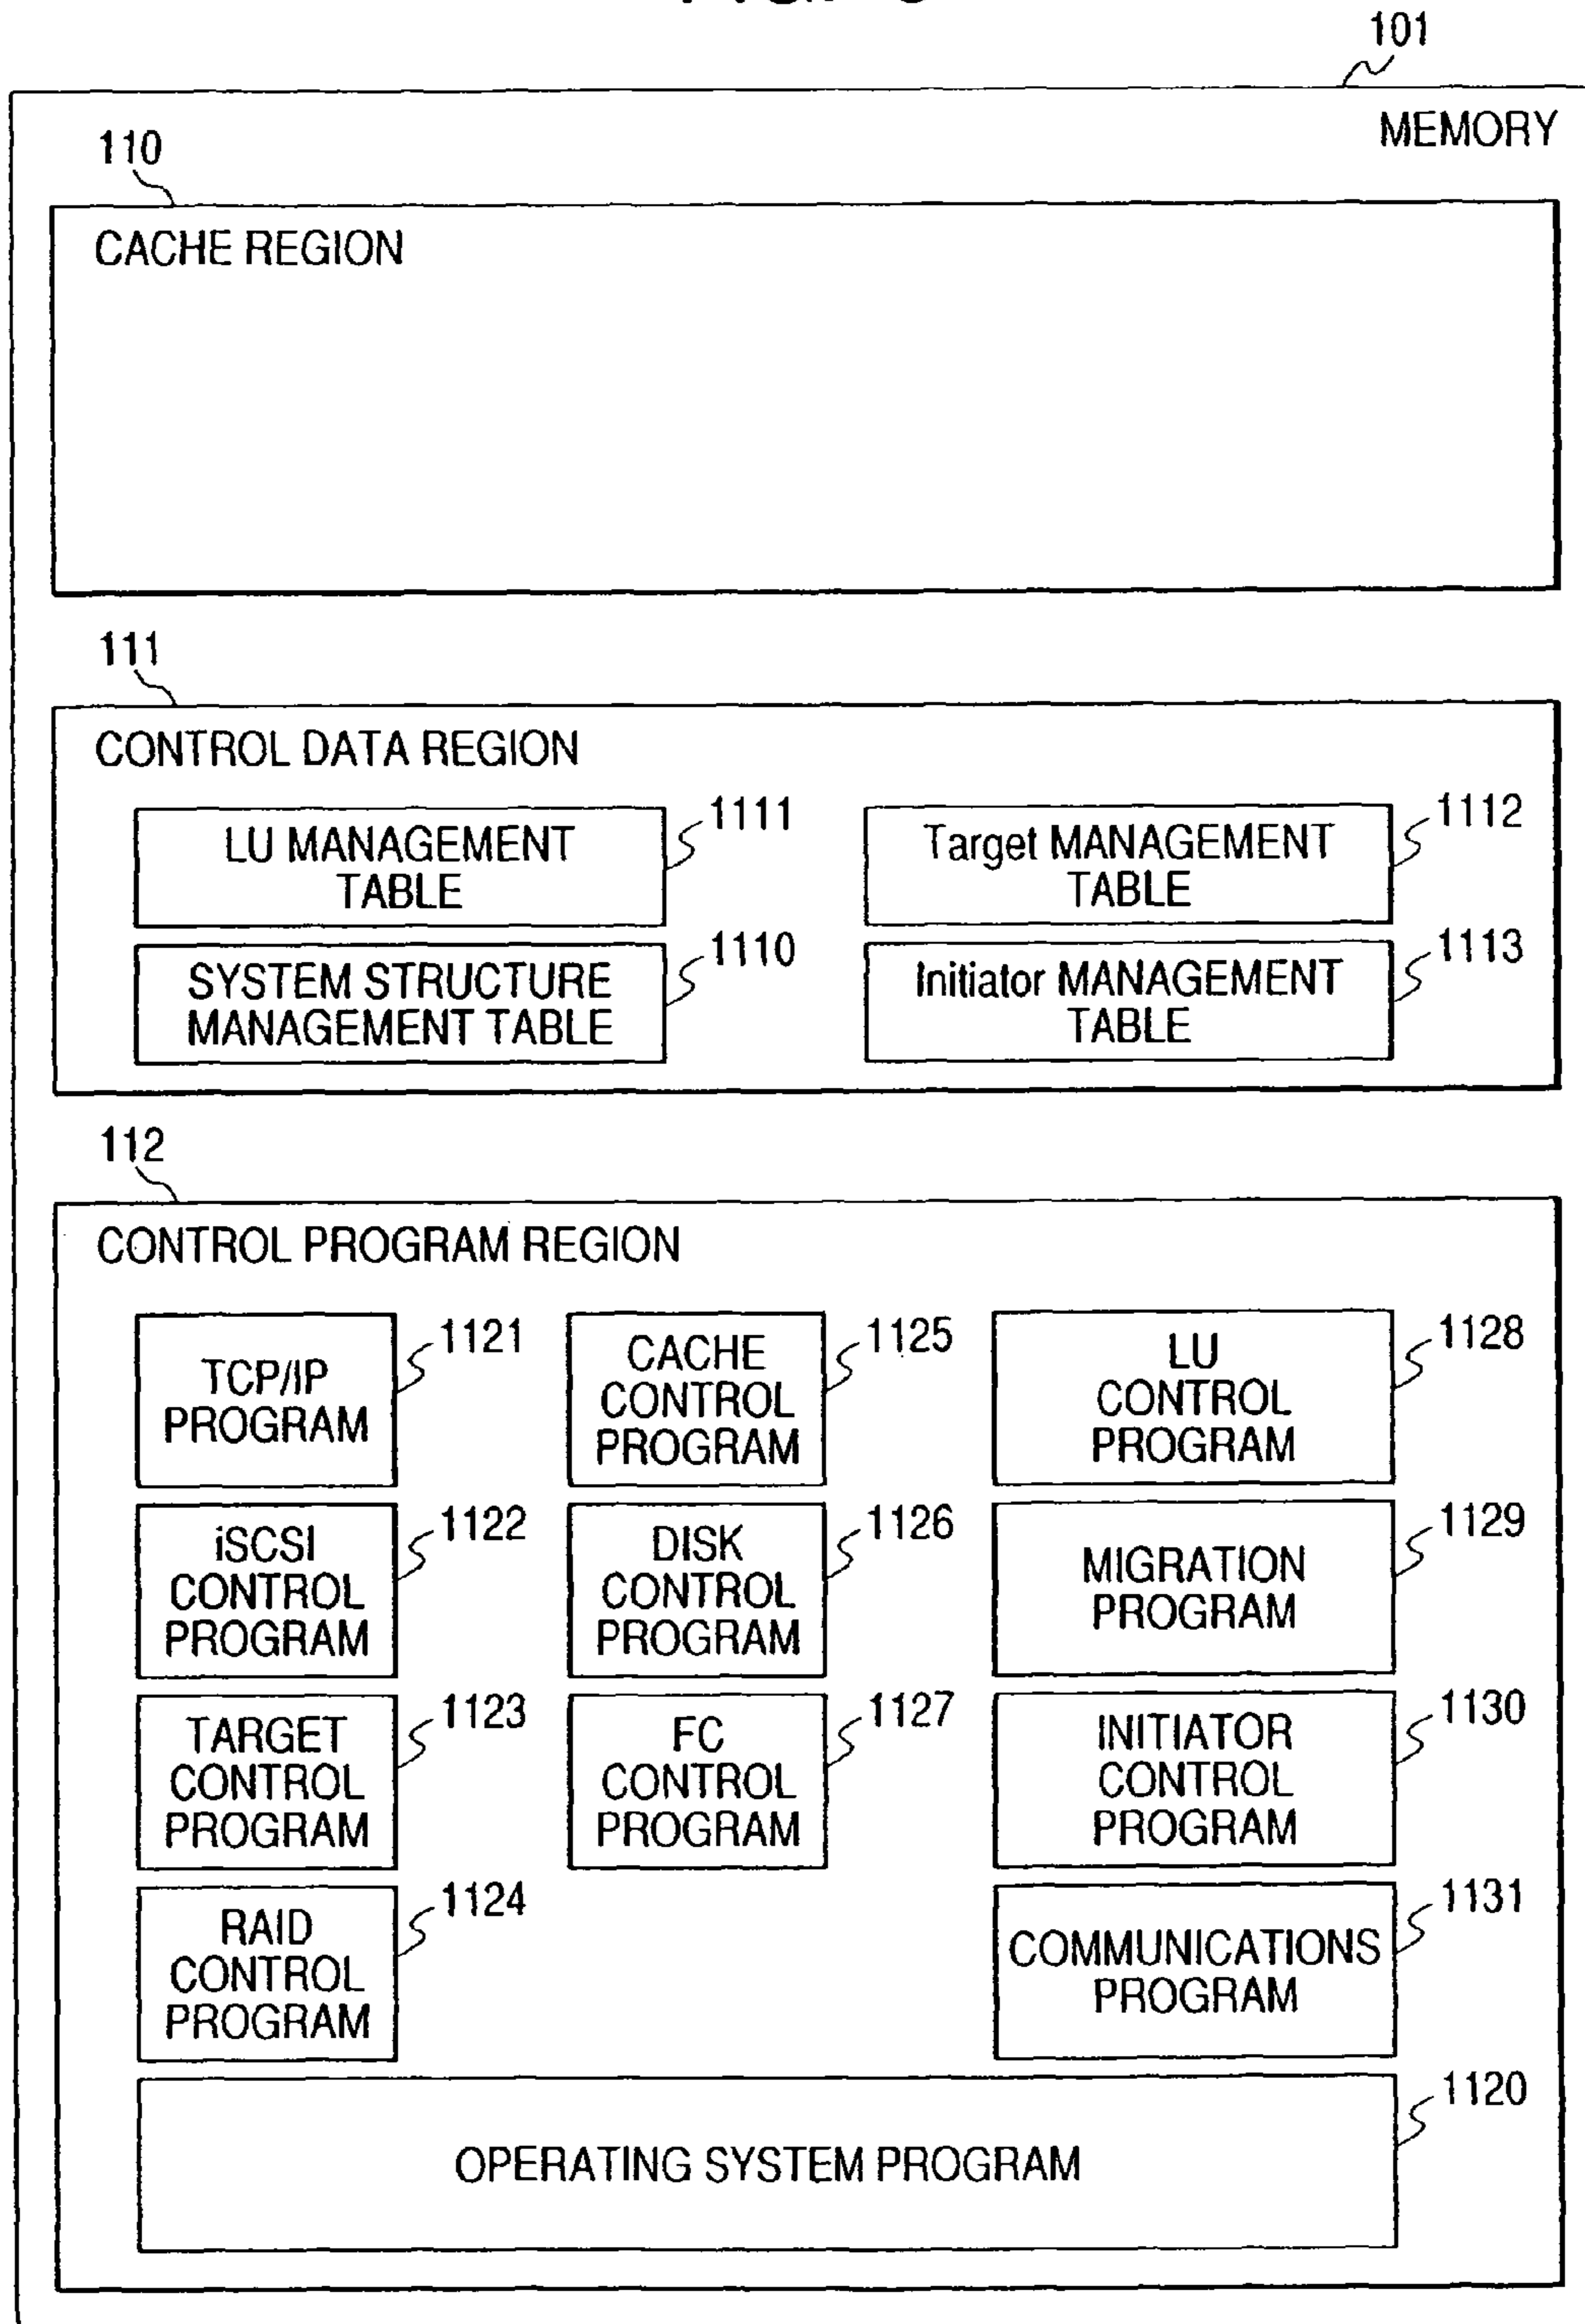 101
MEMORY
110
CACHE REGION
111
CONTROL DATA REGION
LU MANAGEMENT
TABLE
1111
Target MANAGEMENT
TABLE
1112
SYSTEM STRUCTURE
MANAGEMENT TABLE
1110
Initiator MANAGEMENT
TABLE
1113
112
CONTROL PROGRAM REGION
TCP/IP
PROGRAM
1121
CACHE
CONTROL
PROGRAM
1125
LU
CONTROL
PROGRAM
1128
iSCSI
CONTROL
PROGRAM
1122
DISK
CONTROL
PROGRAM
1126
MIGRATION
PROGRAM
1129
TARGET
CONTROL
PROGRAM
1123
FC
CONTROL
PROGRAM
1127
INITIATOR
CONTROL
PROGRAM
1130
RAID
CONTROL
PROGRAM
1124
COMMUNICATIONS
PROGRAM
1131
OPERATING SYSTEM PROGRAM
1120